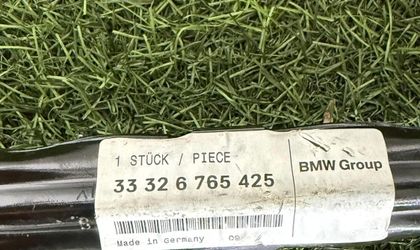 1 STÜCK / PIECE
33 32 6 765 425
BMW Group
Made in Germany